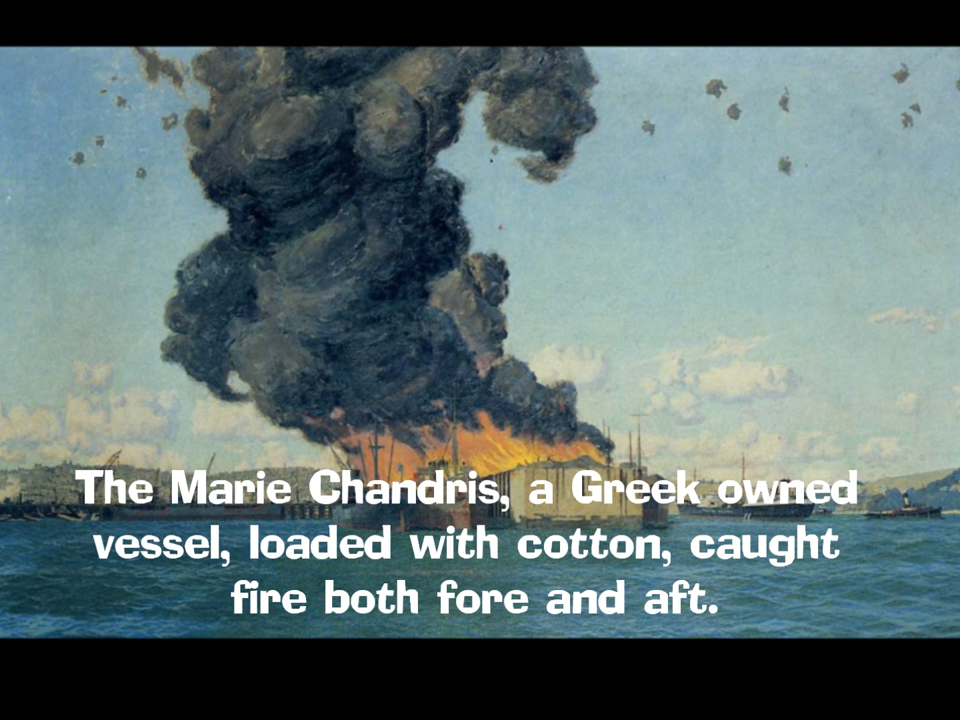 The Marie Chandris, a Greek owned
vessel, loaded with cotton, caught
fire both fore and aft.